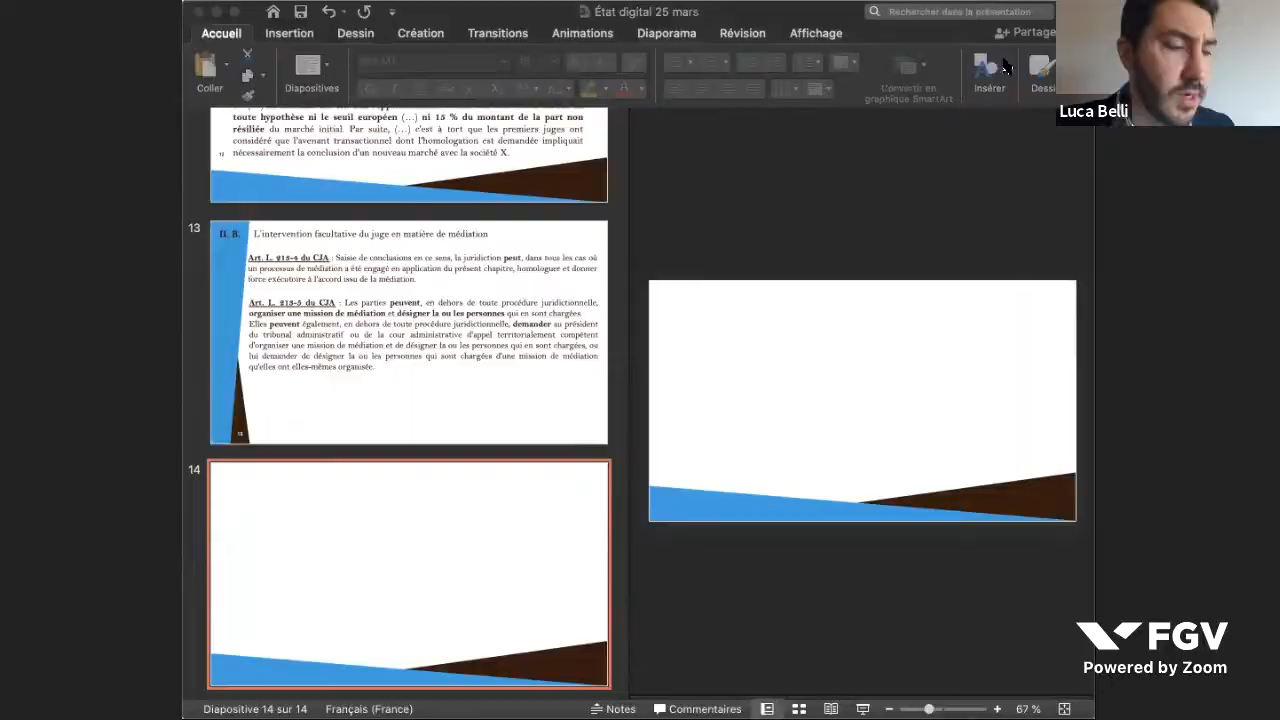 État digital 25 mars
Rechercher dans la présentation
Accueil Insertion Dessin Création Transitions Animations Diaporama Révision Affichage
Partage
Coller
Diapositives
Convertir en
graphique SmartArt
Insérer
Dessi
Luca Belli
toute hypothèse ni le seuil européen (…) ni 15 % du montant de la part non
résiliée du marché initial. Par suite, (…) c'est à tort que les premiers juges ont
considéré que l'avenant transactionnel dont l'homologation est demandée impliquait
nécessairement la conclusion d'un nouveau marché avec la société X.
13
II. B. L'intervention facultative du juge en matière de médiation
Art. L. 213-4 du CJA : Saisie de conclusions en ce sens, la juridiction peut, dans tous les cas où
un processus de médiation a été engagé en application du présent chapitre, homologuer et donner
force exécutoire à l'accord issu de la médiation.
Art. L. 213-5 du CJA : Les parties peuvent, en dehors de toute procédure juridictionnelle,
organiser une mission de médiation et désigner la ou les personnes qui en sont chargées.
Elles peuvent également, en dehors de toute procédure juridictionnelle, demander au président
du tribunal administratif ou de la cour administrative d'appel territorialement compétent
d'organiser une mission de médiation et de désigner la ou les personnes qui en sont chargées, ou
lui demander de désigner la ou les personnes qui sont chargées d'une mission de médiation
qu'elles ont elles-mêmes organisée.
13
14
FGV
Powered by Zoom
Diapositive 14 sur 14 Français (France) Notes Commentaires 67 %